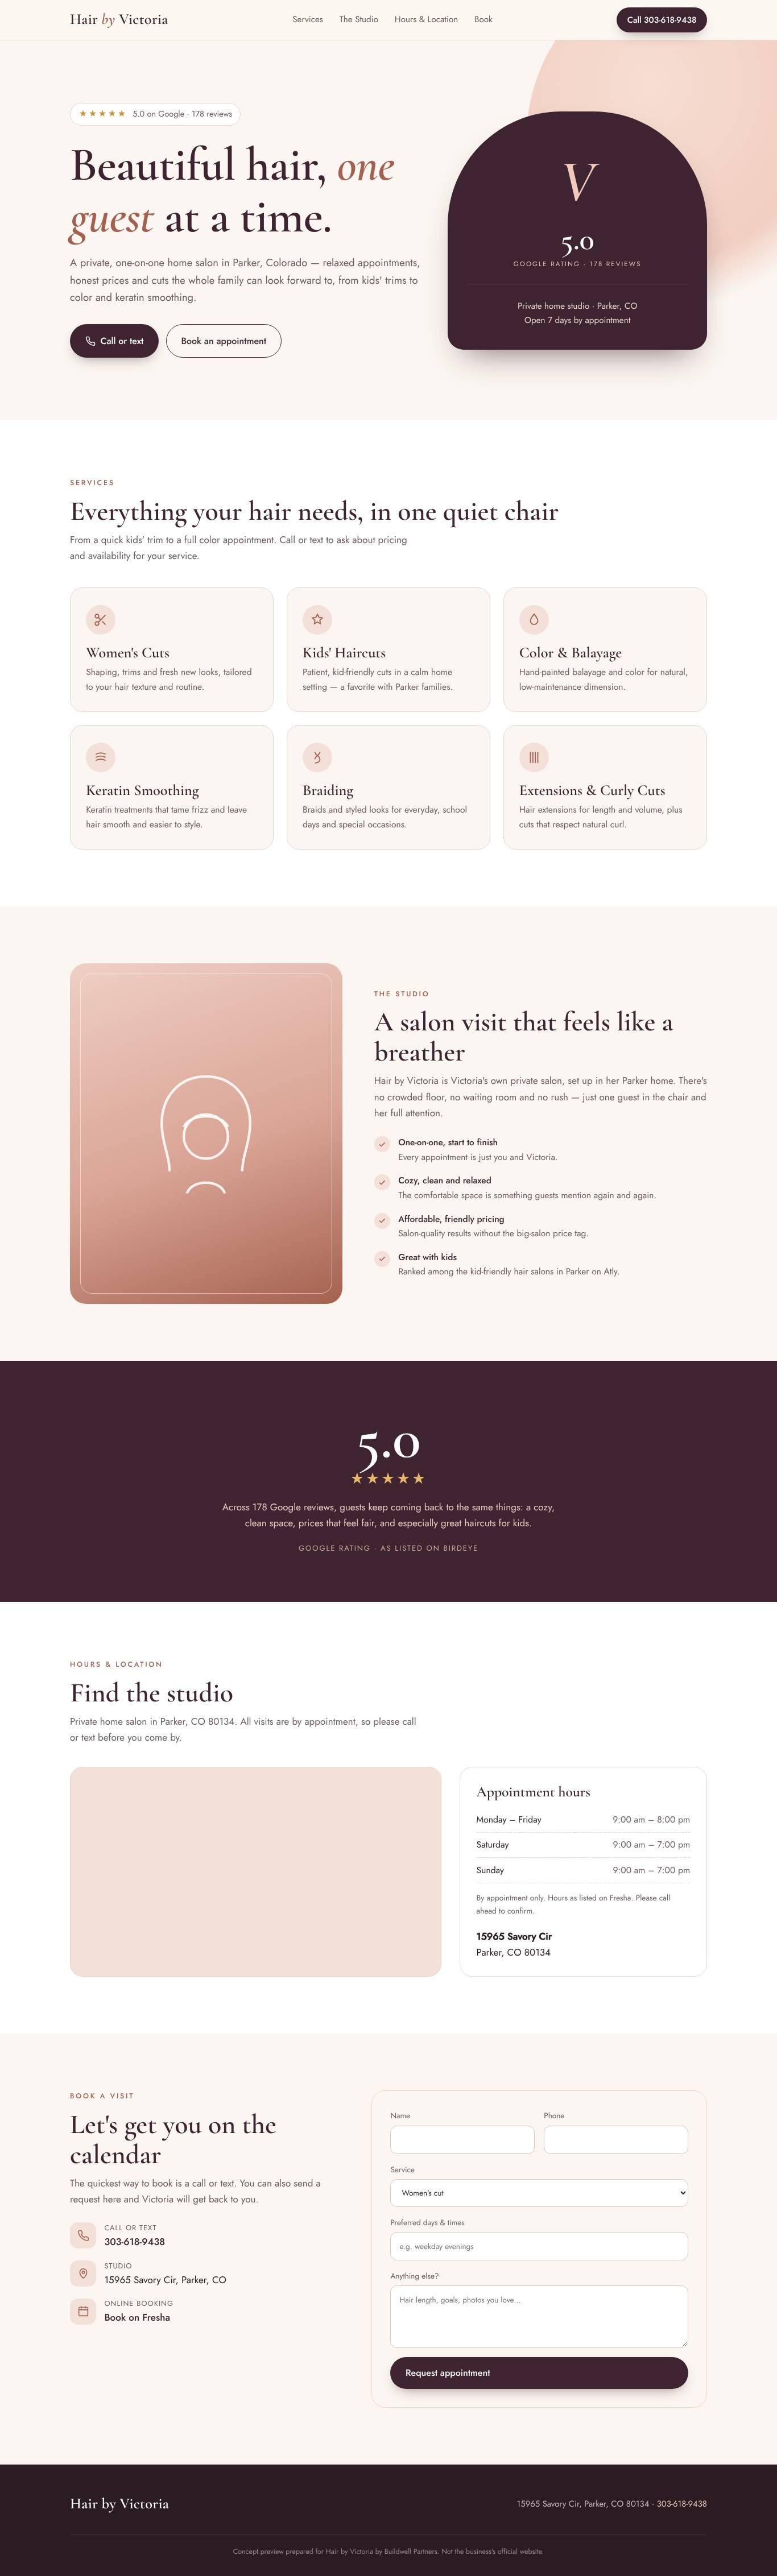 Hair by Victoria
Services
The Studio
Hours & Location
Book
Call 303-618-9438
★★★★★ 5.0 on Google · 178 reviews
Beautiful hair, one
guest at a time.
A private, one-on-one home salon in Parker, Colorado — relaxed appointments,
honest prices and cuts the whole family can look forward to, from kids' trims to
color and keratin smoothing.
Call or text
Book an appointment
V
5.0
GOOGLE RATING · 178 REVIEWS
Private home studio · Parker, CO
Open 7 days by appointment
SERVICES
Everything your hair needs, in one quiet chair
From a quick kids' trim to a full color appointment. Call or text to ask about pricing
and availability for your service.
Women's Cuts
Shaping, trims and fresh new looks, tailored
to your hair texture and routine.
Kids' Haircuts
Patient, kid-friendly cuts in a calm home
setting — a favorite with Parker families.
Color & Balayage
Hand-painted balayage and color for natural,
low-maintenance dimension.
Keratin Smoothing
Keratin treatments that tame frizz and leave
hair smooth and easier to style.
Braiding
Braids and styled looks for everyday, school
days and special occasions.
Extensions & Curly Cuts
Hair extensions for length and volume, plus
cuts that respect natural curl.
THE STUDIO
A salon visit that feels like a
breather
Hair by Victoria is Victoria's own private salon, set up in her Parker home. There's
no crowded floor, no waiting room and no rush — just one guest in the chair and
her full attention.
One-on-one, start to finish
Every appointment is just you and Victoria.
Cozy, clean and relaxed
The comfortable space is something guests mention again and again.
Affordable, friendly pricing
Salon-quality results without the big-salon price tag.
Great with kids
Ranked among the kid-friendly hair salons in Parker on Atly.
5.0
★★★★★
Across 178 Google reviews, guests keep coming back to the same things: a cozy,
clean space, prices that feel fair, and especially great haircuts for kids.
GOOGLE RATING · AS LISTED ON BIRDEYE
HOURS & LOCATION
Find the studio
Private home salon in Parker, CO 80134. All visits are by appointment, so please call
or text before you come by.
Appointment hours
Monday – Friday 9:00 am – 8:00 pm
Saturday 9:00 am – 7:00 pm
Sunday 9:00 am – 7:00 pm
By appointment only. Hours as listed on Fresha. Please call
ahead to confirm.
15965 Savory Cir
Parker, CO 80134
BOOK A VISIT
Let's get you on the
calendar
The quickest way to book is a call or text. You can also send a
request here and Victoria will get back to you.
CALL OR TEXT
303-618-9438
STUDIO
15965 Savory Cir, Parker, CO
ONLINE BOOKING
Book on Fresha
Name
Phone
Service
Women's cut
Preferred days & times
e.g. weekday evenings
Anything else?
Hair length, goals, photos you love...
Request appointment
Hair by Victoria
15965 Savory Cir, Parker, CO 80134 · 303-618-9438
Concept preview prepared for Hair by Victoria by Buildwell Partners. Not the business's official website.